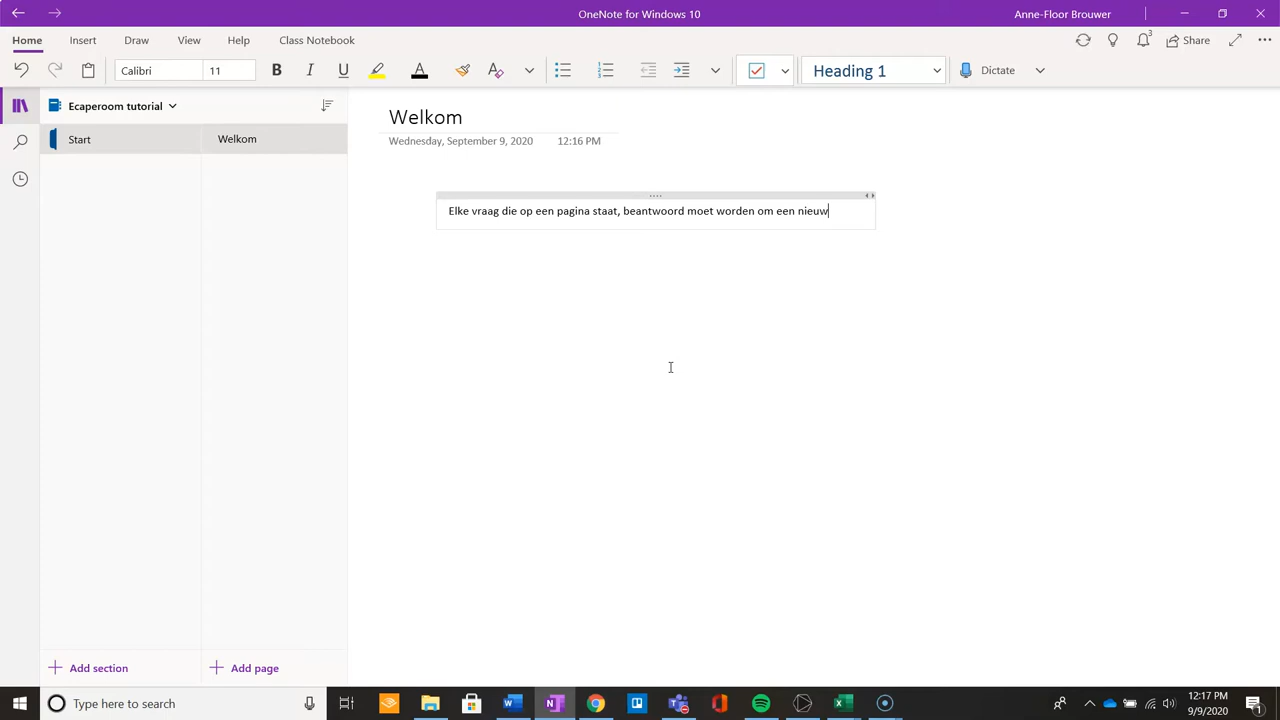 OneNote for Windows 10
Anne-Floor Brouwer
Home
Insert
Draw
View
Help
Class Notebook
3
Share
Calibri
11
B
I
U
A
A
Heading 1
Dictate
Ecaperoom tutorial
Start
Welkom
Welkom
Wednesday, September 9, 2020
12:16 PM
Elke vraag die op een pagina staat, beantwoord moet worden om een nieuw
Add section
Add page
Type here to search
12:17 PM
9/9/2020
1